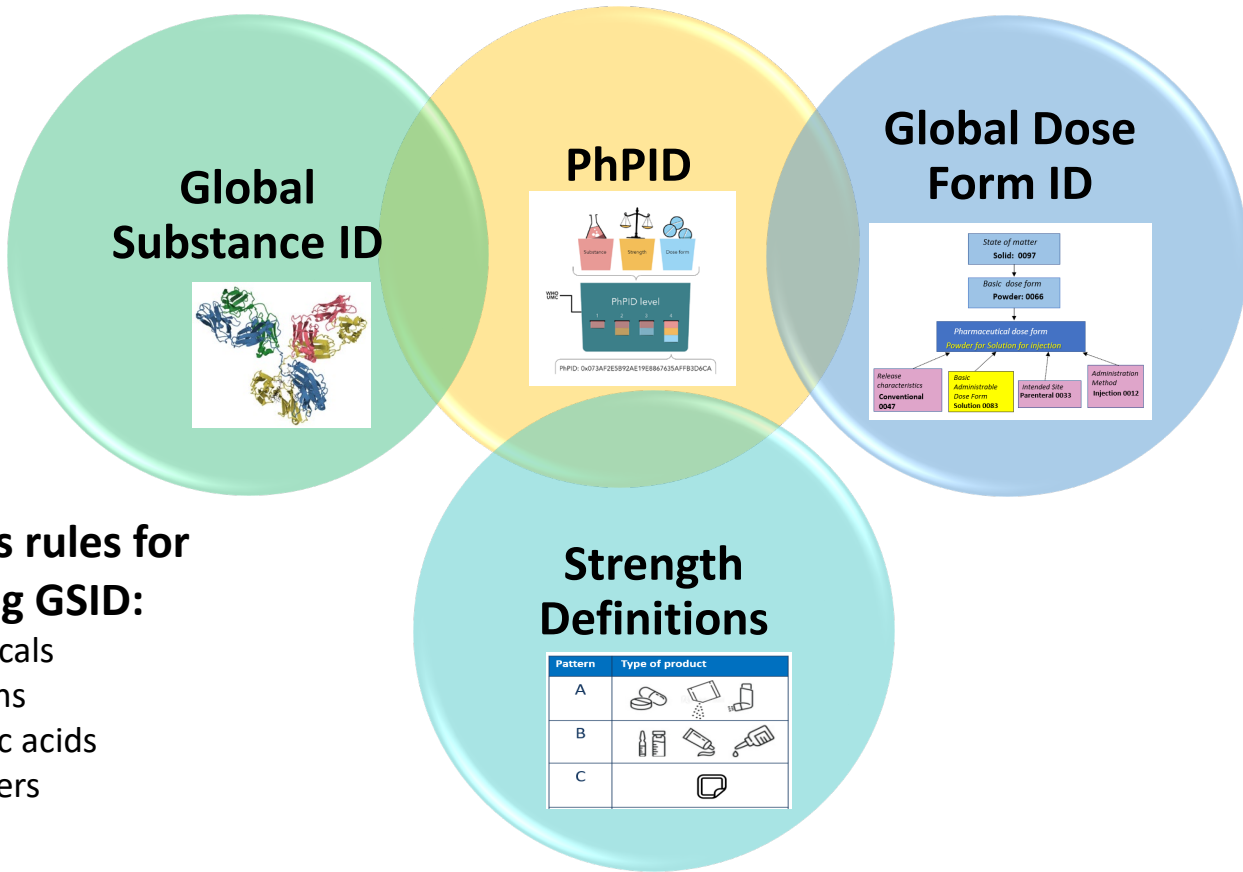 Global
Substance ID
PhPID
Substance
Strength
Dose form
WHO
UMC
PhPID level
1 2 3 4
PhPID: 0x073AF2E5B92AE19E8867635AFFB3D6CA
Global Dose
Form ID
State of matter
Solid: 0097
Basic dose form
Powder: 0066
Pharmaceutical dose form
Powder for Solution for injection
Release
characteristics
Conventional
0047
Basic
Administrable
Dose Form
Solution 0083
Intended Site
Parenteral 0033
Administration
Method
Injection 0012
s rules for
g GSID:
cals
ns
c acids
ers
Strength
Definitions
Pattern Type of product
A
B
C